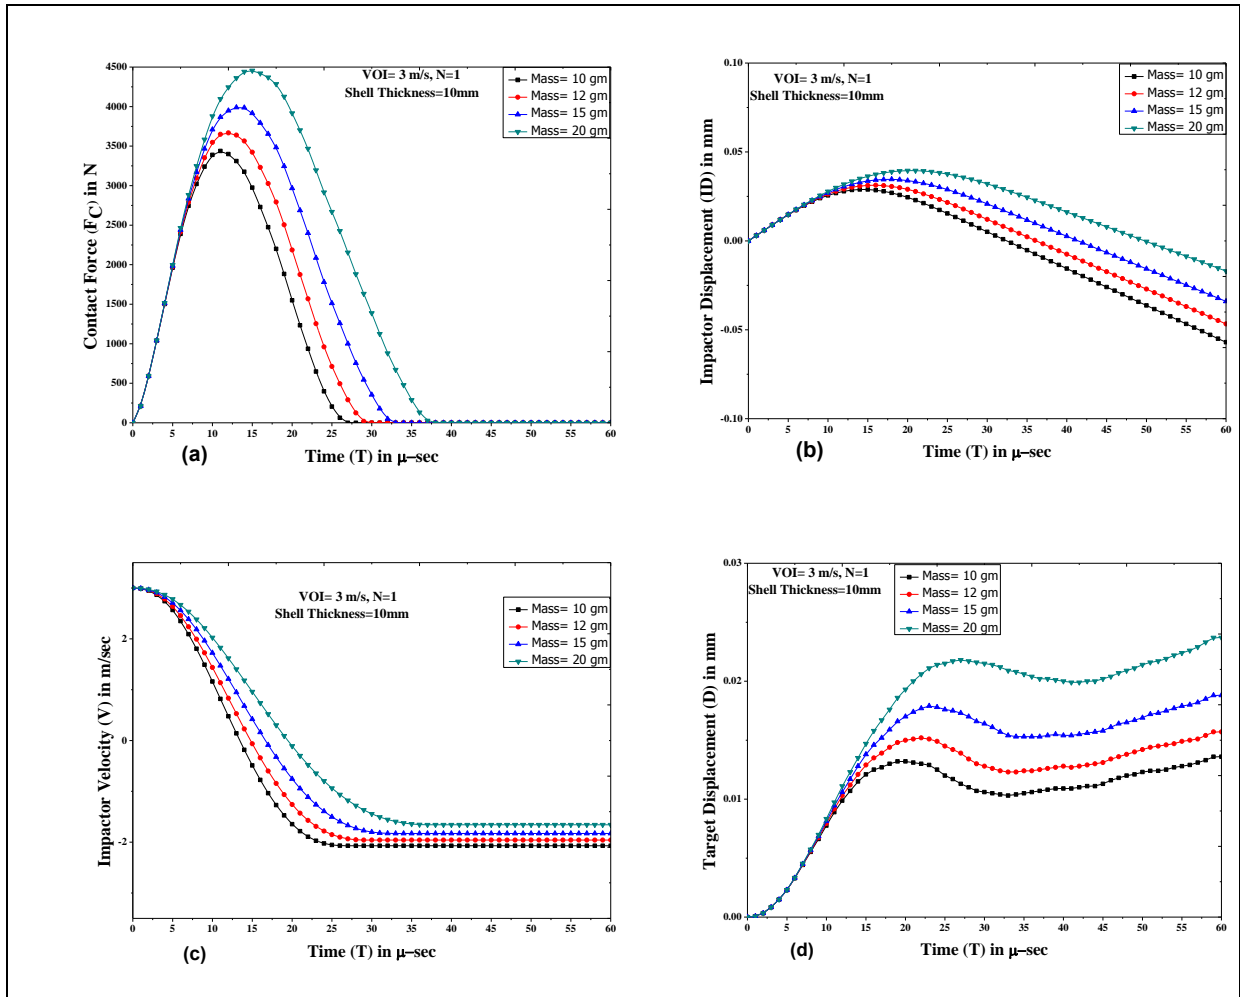 VOI= 3 m/s, N=1
Shell Thickness=10mm
Mass= 10 gm
Mass= 12 gm
Mass= 15 gm
Mass= 20 gm
Contact Force (FC) in N
4500
4000
3500
3000
2500
2000
1500
1000
500
0
0 5 10 15 20 25 30 35 40 45 50 55 60
Time (T) in μ−sec
(a)
VOI= 3 m/s, N=1
Shell Thickness=10mm
Mass= 10 gm
Mass= 12 gm
Mass= 15 gm
Mass= 20 gm
Impactor Displacement (ID) in mm
0.10
0.05
0.00
-0.05
-0.10
0 5 10 15 20 25 30 35 40 45 50 55 60
Time (T) in μ−sec
(b)
VOI= 3 m/s, N=1
Shell Thickness=10mm
Mass= 10 gm
Mass= 12 gm
Mass= 15 gm
Mass= 20 gm
Impactor Velocity (V) in m/sec
2
0
-2
0 5 10 15 20 25 30 35 40 45 50 55 60
Time (T) in μ−sec
(c)
VOI= 3 m/s, N=1
Shell Thickness=10mm
Mass= 10 gm
Mass= 12 gm
Mass= 15 gm
Mass= 20 gm
Target Displacement (D) in mm
0.03
0.02
0.01
0.00
0 5 10 15 20 25 30 35 40 45 50 55 60
Time (T) in μ−sec
(d)